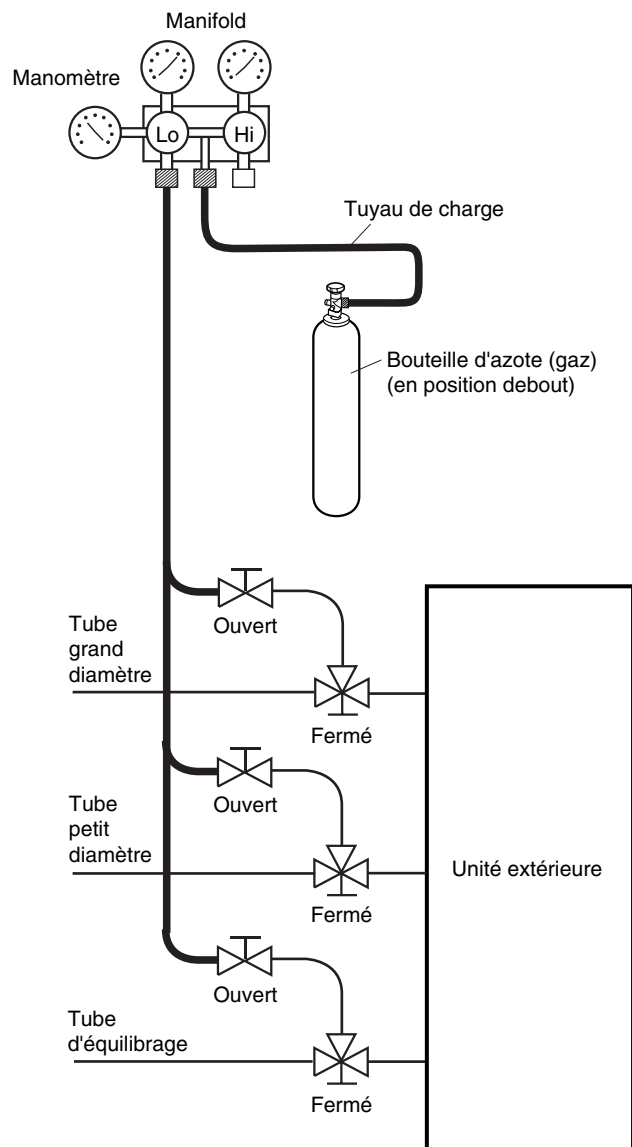 Manifold
Manomètre
Lo
Hi
Tuyau de charge
Bouteille d'azote (gaz)
(en position debout)
Ouvert
Tube
grand
diamètre
Fermé
Ouvert
Tube
petit
diamètre
Fermé
Unité extérieure
Ouvert
Tube
d'équilibrage
Fermé